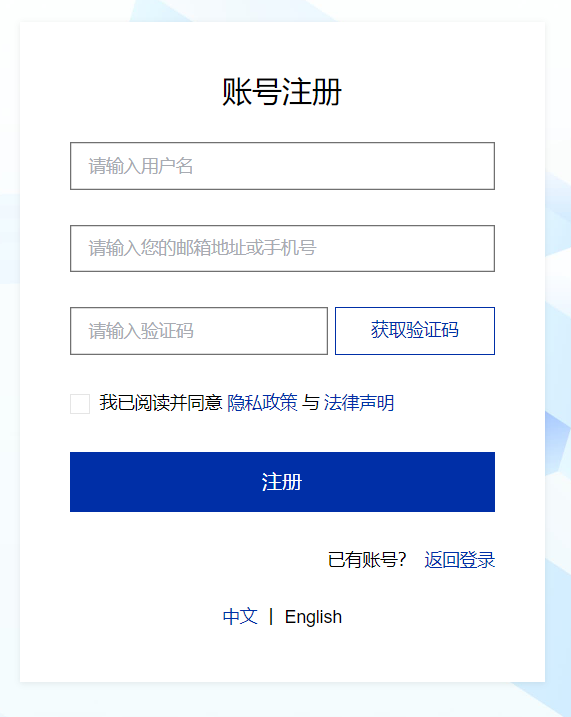 账号注册
请输入用户名
请输入您的邮箱地址或手机号
请输入验证码 获取验证码
我已阅读并同意 隐私政策 与 法律声明
注册
已有账号? 返回登录
中文 | English